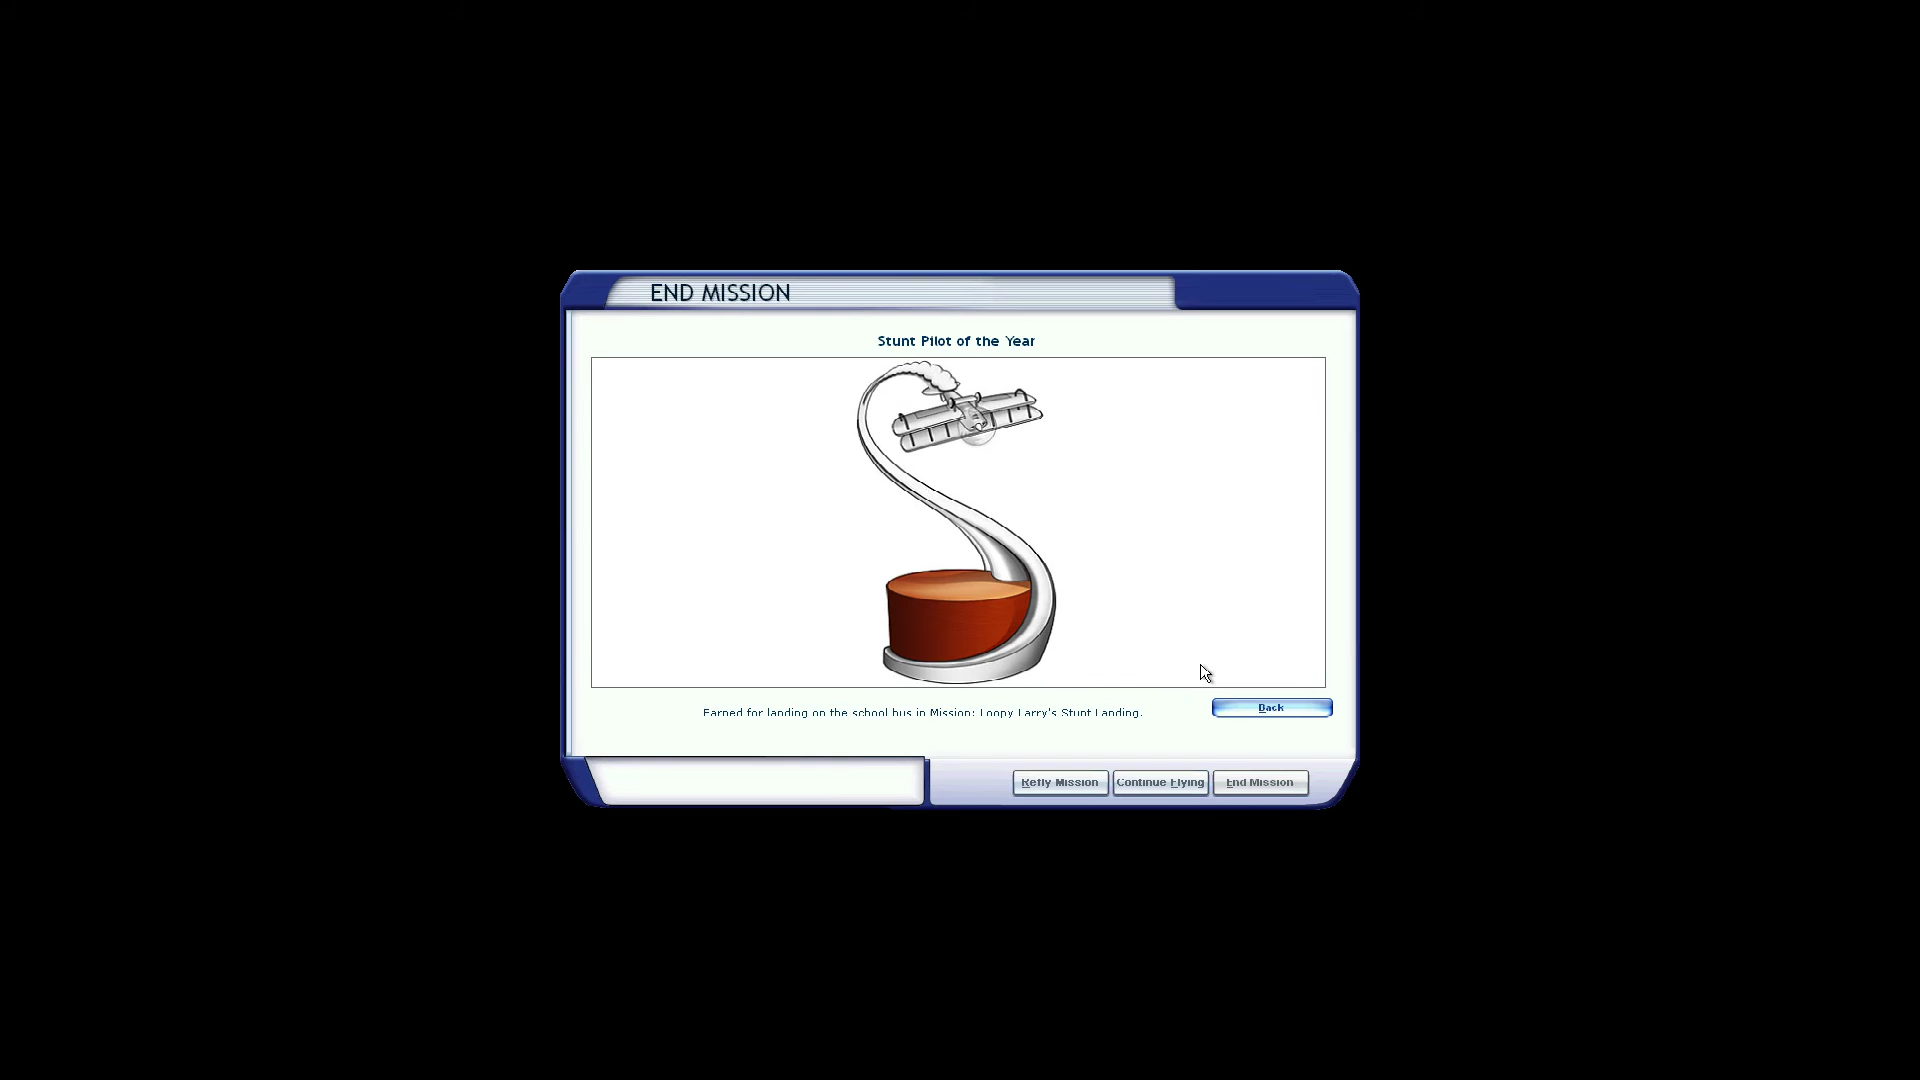 END MISSION
Stunt Pilot of the Year
Earned for landing on the school bus in Mission: Loopy Larry's Stunt Landing.
Back
Refly Mission
Continue Flying
End Mission